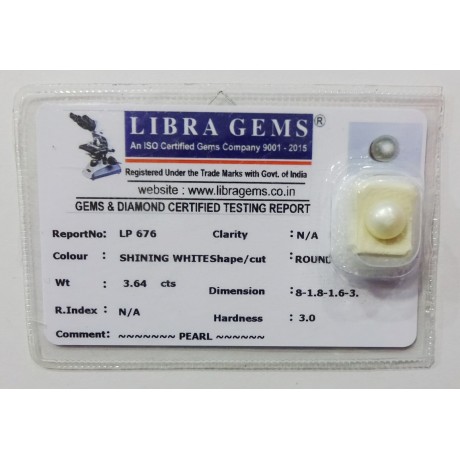 LIBRA GEMS®
An ISO Certified Gems Company 9001 - 2015
Registered Under the Trade Marks with Govt. of India
website : www.libragems.co.in
GEMS & DIAMOND CERTIFIED TESTING REPORT
ReportNo: LP 676 Clarity : N/A
Colour : SHINING WHITE Shape/cut : ROUND
Wt : 3.64 cts Dimension :8-1.8-1.6-3.
R.Index : N/A Hardness : 3.0
Comment: ~~~~~~~ PEARL ~~~~~~